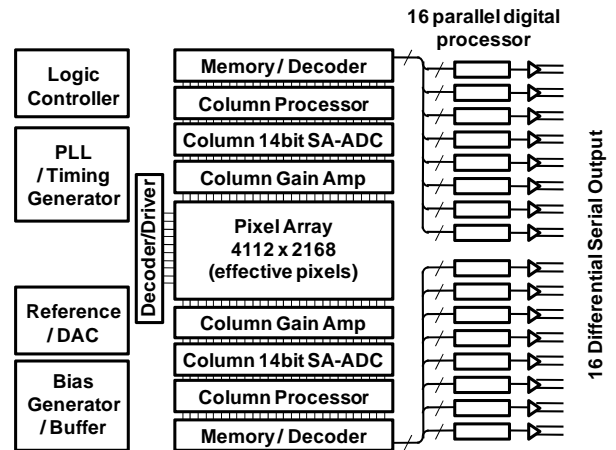 16 parallel digital
processor
Logic
Controller
PLL
/ Timing
Generator
Reference
/ DAC
Bias
Generator
/ Buffer
Decoder/Driver
Memory / Decoder
Column Processor
Column 14bit SA-ADC
Column Gain Amp
Pixel Array
4112 x 2168
(effective pixels)
Column Gain Amp
Column 14bit SA-ADC
Column Processor
Memory / Decoder
16 Differential Serial Output